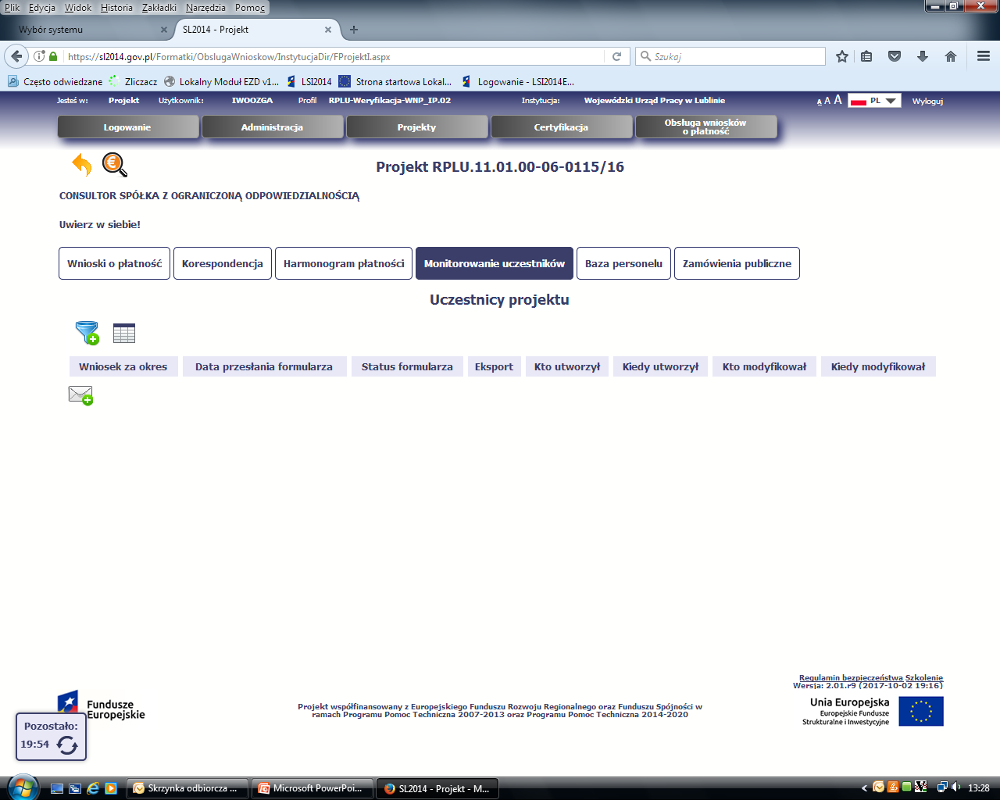 Plik Edycja Widok Historia Zakładki Narzędzia Pomoc
Wybór systemu
SL2014 - Projekt
https://sl2014.gov.pl/Formatki/ObslugaWnioskow/InstytucjaDir/FProjektI.aspx
Szukaj
Często odwiedzane Zliczacz Lokalny Moduł EZD v1... LSI2014 Strona startowa Lokal... Logowanie - LSI2014E...
Jesteś w: Projekt Użytkownik: IWOOZGA Profil RPLU-Weryfikacja-WNP_IP.02 Instytucja: Wojewódzki Urząd Pracy w Lublinie A A A PL Wyloguj
Logowanie Administracja Projekty Certyfikacja Obsługa wniosków
o płatność
Projekt RPLU.11.01.00-06-0115/16
CONSULTOR SPÓŁKA Z OGRANICZONĄ ODPOWIEDZIALNOŚCIĄ
Uwierz w siebie!
Wnioski o płatność Korespondencja Harmonogram płatności Monitorowanie uczestników Baza personelu Zamówienia publiczne
Uczestnicy projektu
Wniosek za okres Data przesłania formularza Status formularza Eksport Kto utworzył Kiedy utworzył Kto modyfikował Kiedy modyfikował
Regulamin bezpieczeństwa Szkolenie
Wersja: 2.01.r9 (2017-10-02 19:16)
Fundusze
Europejskie
Projekt współfinansowany z Europejskiego Funduszu Rozwoju Regionalnego oraz Funduszu Spójności w
ramach Programu Pomoc Techniczna 2007-2013 oraz Programu Pomoc Techniczna 2014-2020
Unia Europejska
Europejskie Fundusze
Strukturalne i Inwestycyjne
Pozostało:
19:54
Skrzynka odbiorcza ... Microsoft PowerPoi... SL2014 - Projekt - M... 13:28